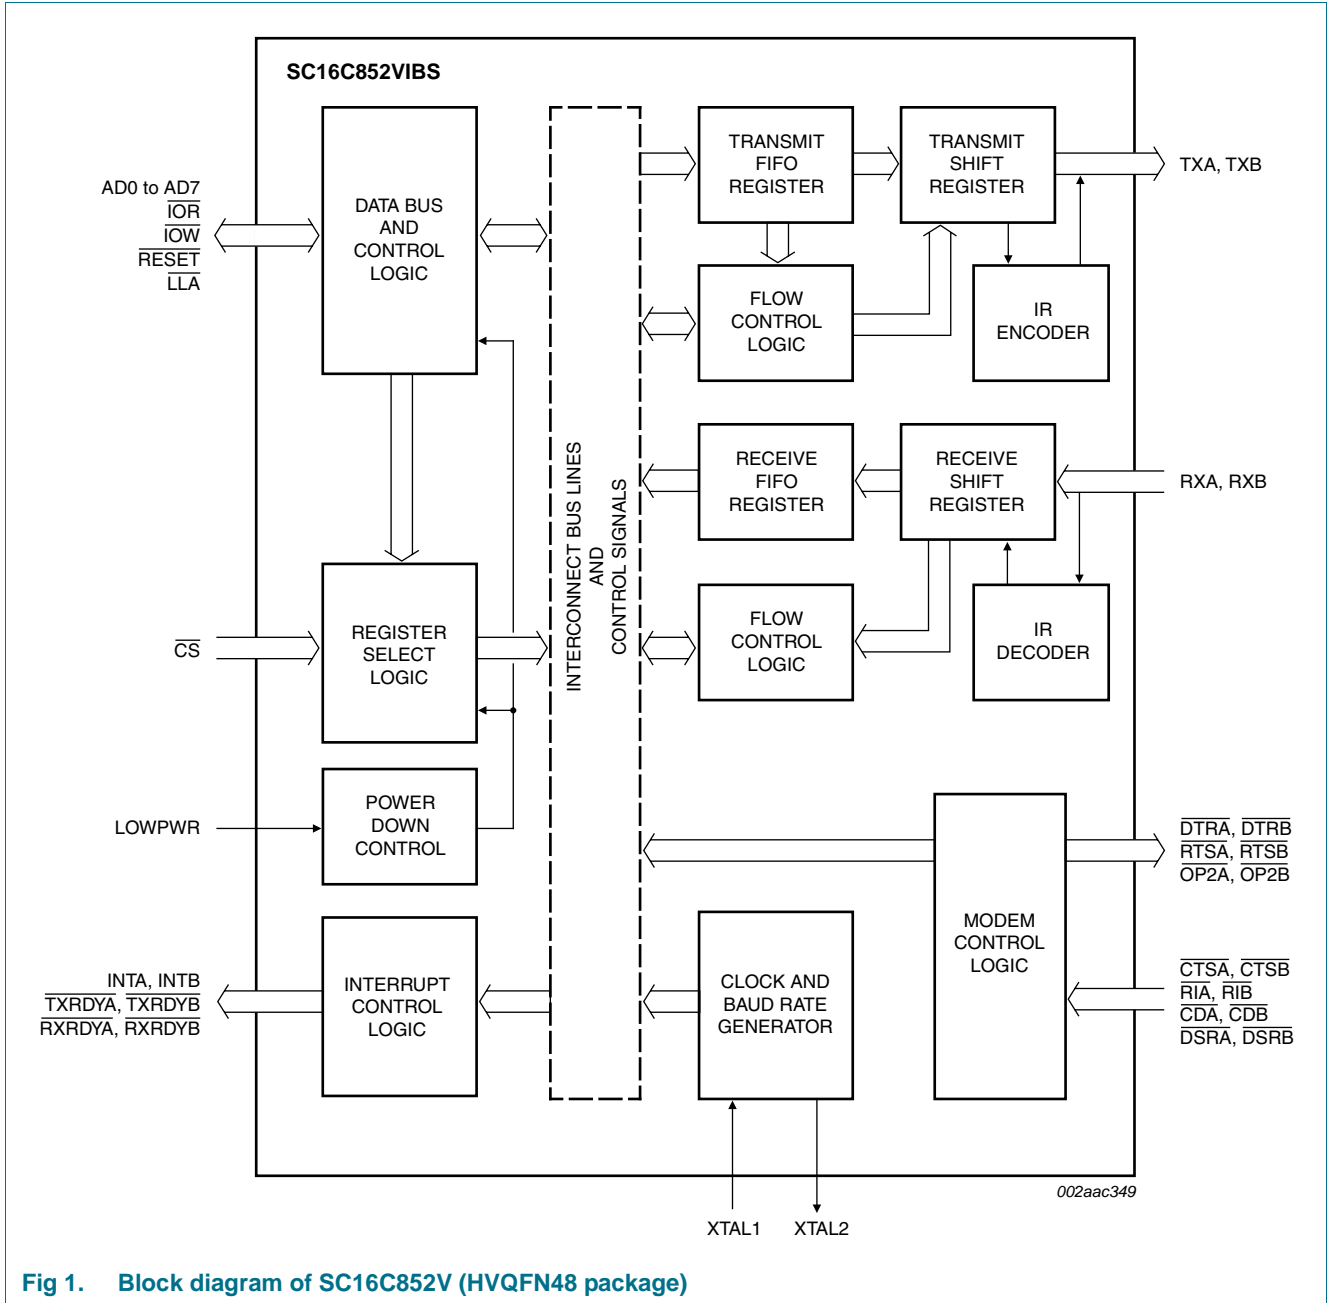 SC16C852VIBS
AD0 to AD7
IOR
IOW
RESET
LLA
DATA BUS
AND
CONTROL
LOGIC
TRANSMIT
FIFO
REGISTER
TRANSMIT
SHIFT
REGISTER
TXA, TXB
FLOW
CONTROL
LOGIC
IR
ENCODER
INTERCONNECT BUS LINES
AND
CONTROL SIGNALS
RECEIVE
FIFO
REGISTER
RECEIVE
SHIFT
REGISTER
RXA, RXB
CS
REGISTER
SELECT
LOGIC
FLOW
CONTROL
LOGIC
IR
DECODER
LOWPWR
POWER
DOWN
CONTROL
DTRA, DTRB
RTSA, RTSB
OP2A, OP2B
MODEM
CONTROL
LOGIC
INTA, INTB
TXRDYA, TXRDYB
RXRDYA, RXRDYB
INTERRUPT
CONTROL
LOGIC
CLOCK AND
BAUD RATE
GENERATOR
CTSA, CTSB
RIA, RIB
CDA, CDB
DSRA, DSRB
XTAL1
XTAL2
002aac349
Fig 1. Block diagram of SC16C852V (HVQFN48 package)